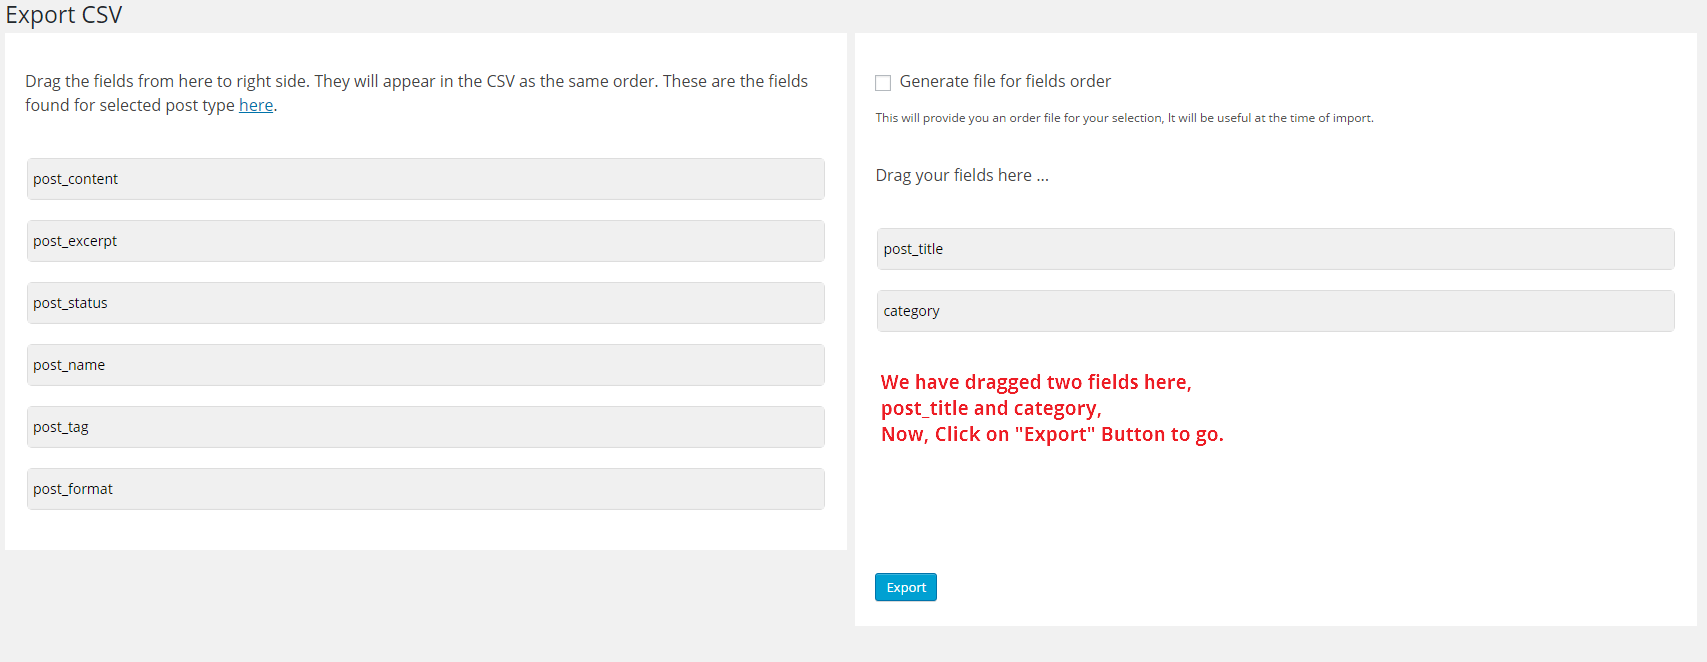 Export CSV
Drag the fields from here to right side. They will appear in the CSV as the same order. These are the fields
found for selected post type here.
post_content
post_excerpt
post_status
post_name
post_tag
post_format
Generate file for fields order
This will provide you an order file for your selection, It will be useful at the time of import.
Drag your fields here ...
post_title
category
We have dragged two fields here,
post_title and category,
Now, Click on "Export" Button to go.
Export